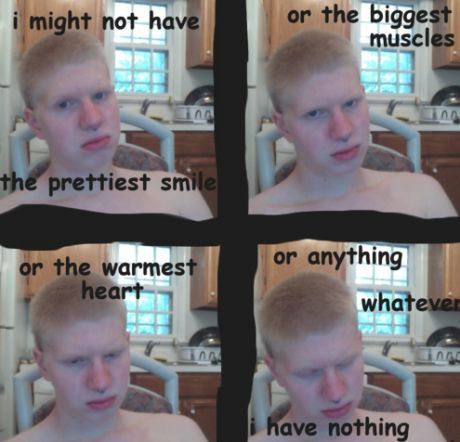 i might not have
the prettiest smile
or the biggest
muscles
or the warmest
heart
or anything
whatever
i have nothing